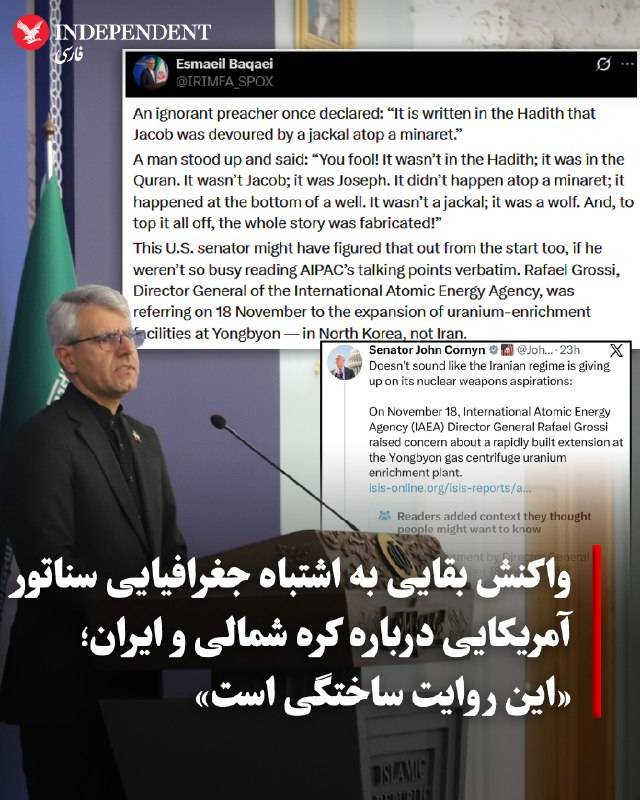 INDEPENDENT
فارسی
Esmaeil Baqaei
@IRIMFA_SPOX
An ignorant preacher once declared: “It is written in the Hadith that
Jacob was devoured by a jackal atop a minaret.”
A man stood up and said: “You fool! It wasn’t in the Hadith; it was in the
Quran. It wasn’t Jacob; it was Joseph. It didn’t happen atop a minaret; it
happened at the bottom of a well. It wasn’t a jackal; it was a wolf. And, to
top it all off, the whole story was fabricated!”
This U.S. senator might have figured that out from the start too, if he
weren’t so busy reading AIPAC’s talking points verbatim. Rafael Grossi,
Director General of the International Atomic Energy Agency, was
referring on 18 November to the expansion of uranium-enrichment
facilities at Yongbyon — in North Korea, not Iran.
Senator John Cornyn @Joh... · 23h
Doesn't sound like the Iranian regime is giving
up on its nuclear weapons aspirations:
On November 18, International Atomic Energy
Agency (IAEA) Director General Rafael Grossi
raised concern about a rapidly built extension at
the Yongbyon gas centrifuge uranium
enrichment plant.
isis-online.org/isis-reports/a...
Readers added context they thought
people might want to know
واکنش بقایی به اشتباه جغرافیایی سناتور
آمریکایی درباره کره شمالی و ایران؛
«این روایت ساختگی است»
ISLAMIC